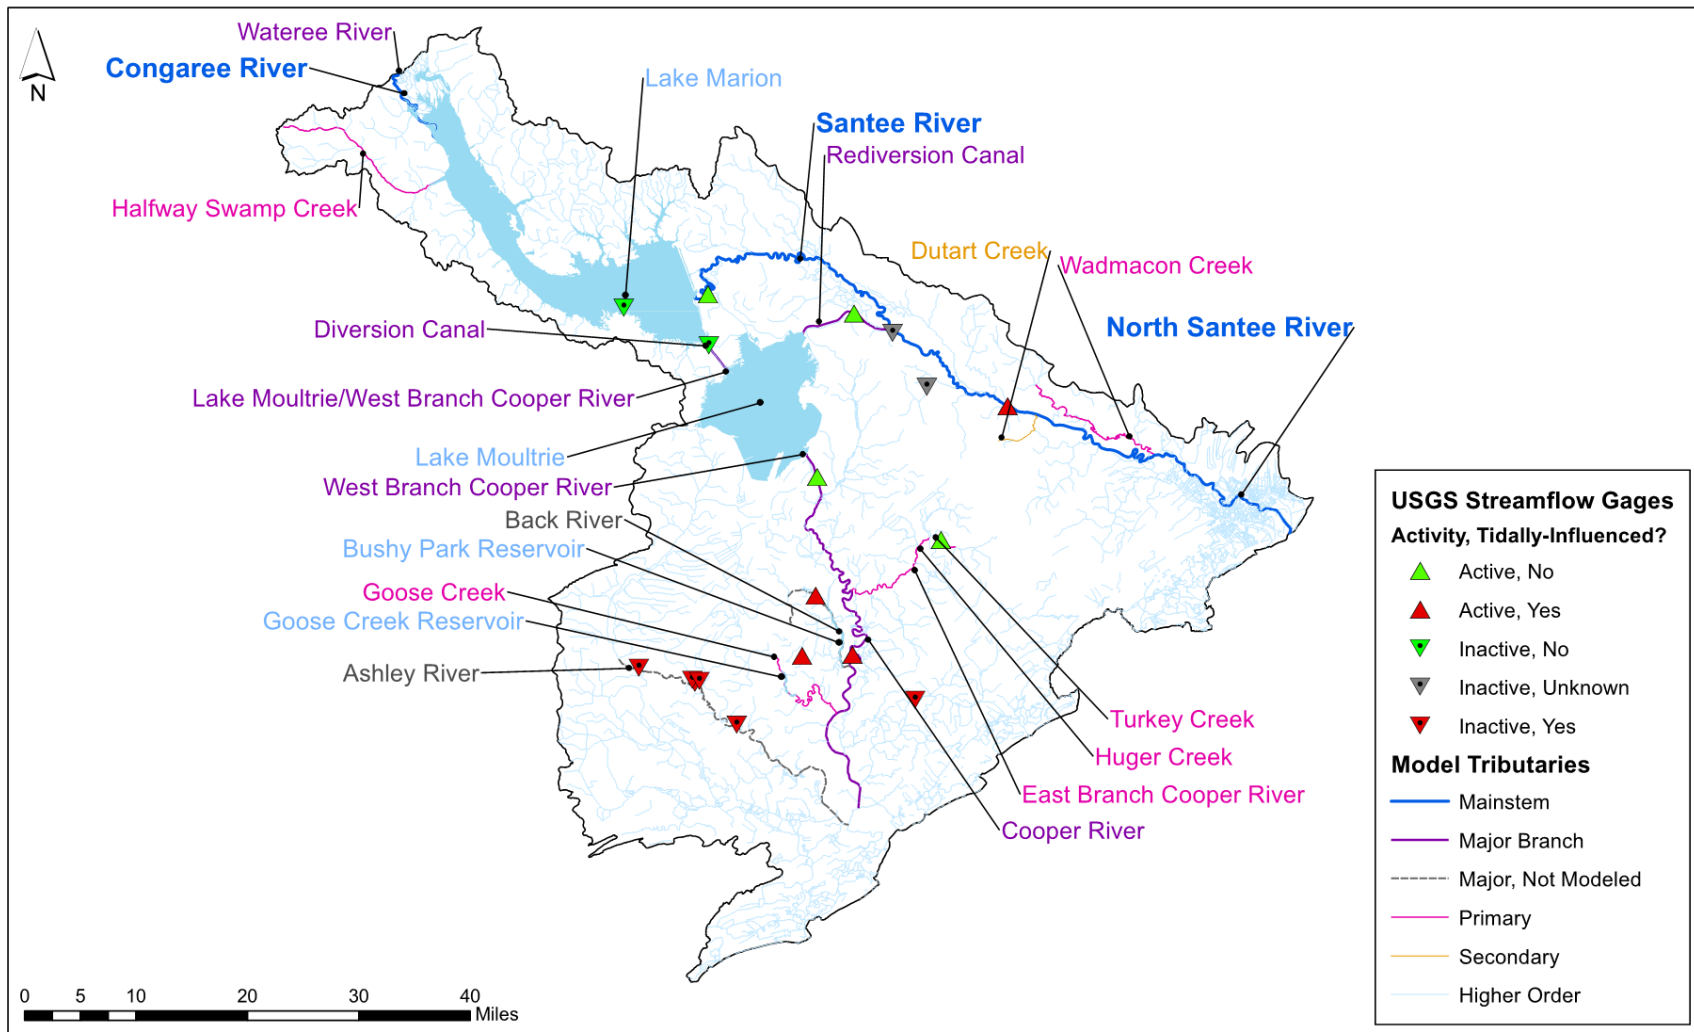 Wateree River
Congaree River
Lake Marion
N
Santee River
Rediversion Canal
Halfway Swamp Creek
Dutart Creek
Wadmacon Creek
Diversion Canal
North Santee River
Lake Moultrie/West Branch Cooper River
Lake Moultrie
West Branch Cooper River
Back River
Bushy Park Reservoir
Goose Creek
Goose Creek Reservoir
Ashley River
Turkey Creek
Huger Creek
East Branch Cooper River
Cooper River
USGS Streamflow Gages
Activity, Tidally-Influenced?
Active, No
Active, Yes
Inactive, No
Inactive, Unknown
Inactive, Yes
Model Tributaries
Mainstem
Major Branch
Major, Not Modeled
Primary
Secondary
Higher Order
0 5 10 20 30 40
Miles